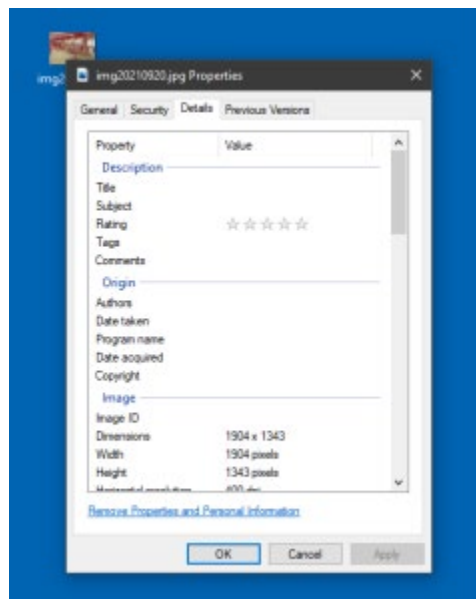 img20210920.jpg Properties
General Security Details Previous Versions
Property Value
Description
Title
Subject
Rating
Tags
Comments
Origin
Authors
Date taken
Program name
Date acquired
Copyright
Image
Image ID
Dimensions 1904 x 1343
Width 1904 pixels
Height 1343 pixels
Remove Properties and Personal Information
OK Cancel Apply